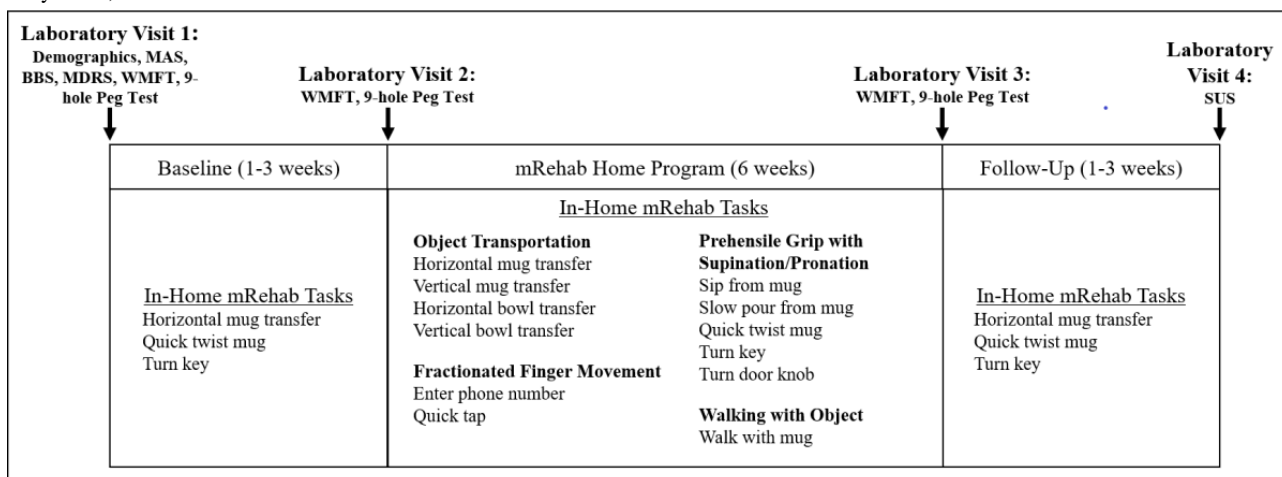 Laboratory Visit 1:
Demographics, MAS,
BBS, MDRS, WMFT, 9-
hole Peg Test
Laboratory Visit 2:
WMFT, 9-hole Peg Test
Laboratory Visit 3:
WMFT, 9-hole Peg Test
Laboratory
Visit 4:
SUS
Baseline (1-3 weeks)
mRehab Home Program (6 weeks)
Follow-Up (1-3 weeks)
In-Home mRehab Tasks
Horizontal mug transfer
Quick twist mug
Turn key
In-Home mRehab Tasks
Object Transportation
Horizontal mug transfer
Vertical mug transfer
Horizontal bowl transfer
Vertical bowl transfer
Fractionated Finger Movement
Enter phone number
Quick tap
Prehensile Grip with
Supination/Pronation
Sip from mug
Slow pour from mug
Quick twist mug
Turn key
Turn door knob
Walking with Object
Walk with mug
In-Home mRehab Tasks
Horizontal mug transfer
Quick twist mug
Turn key